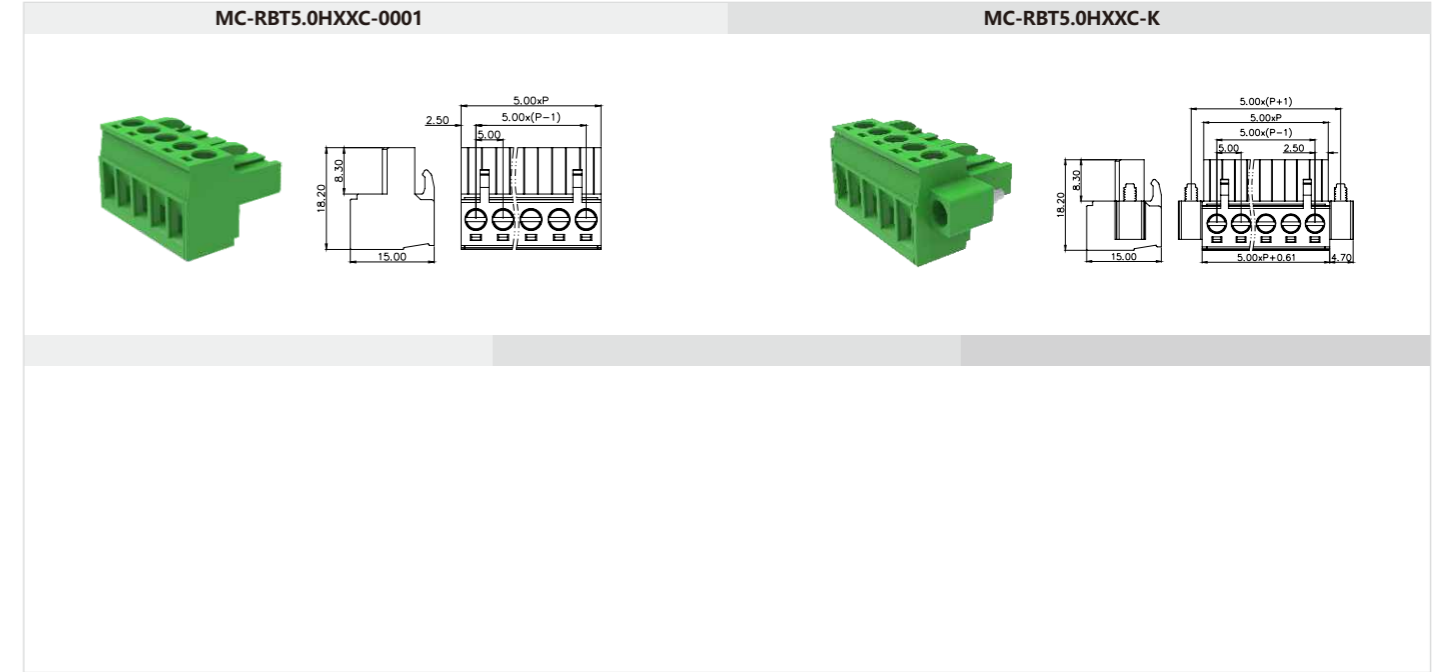 MC-RBT5.0HXXC-0001
MC-RBT5.0HXXC-K
5.00xP
2.50
5.00x(P-1)
5.00
8.30
18.20
15.00
5.00x(P+1)
5.00xP
5.00x(P-1)
5.00
2.50
8.30
18.20
15.00
5.00xP+0.61
4.70